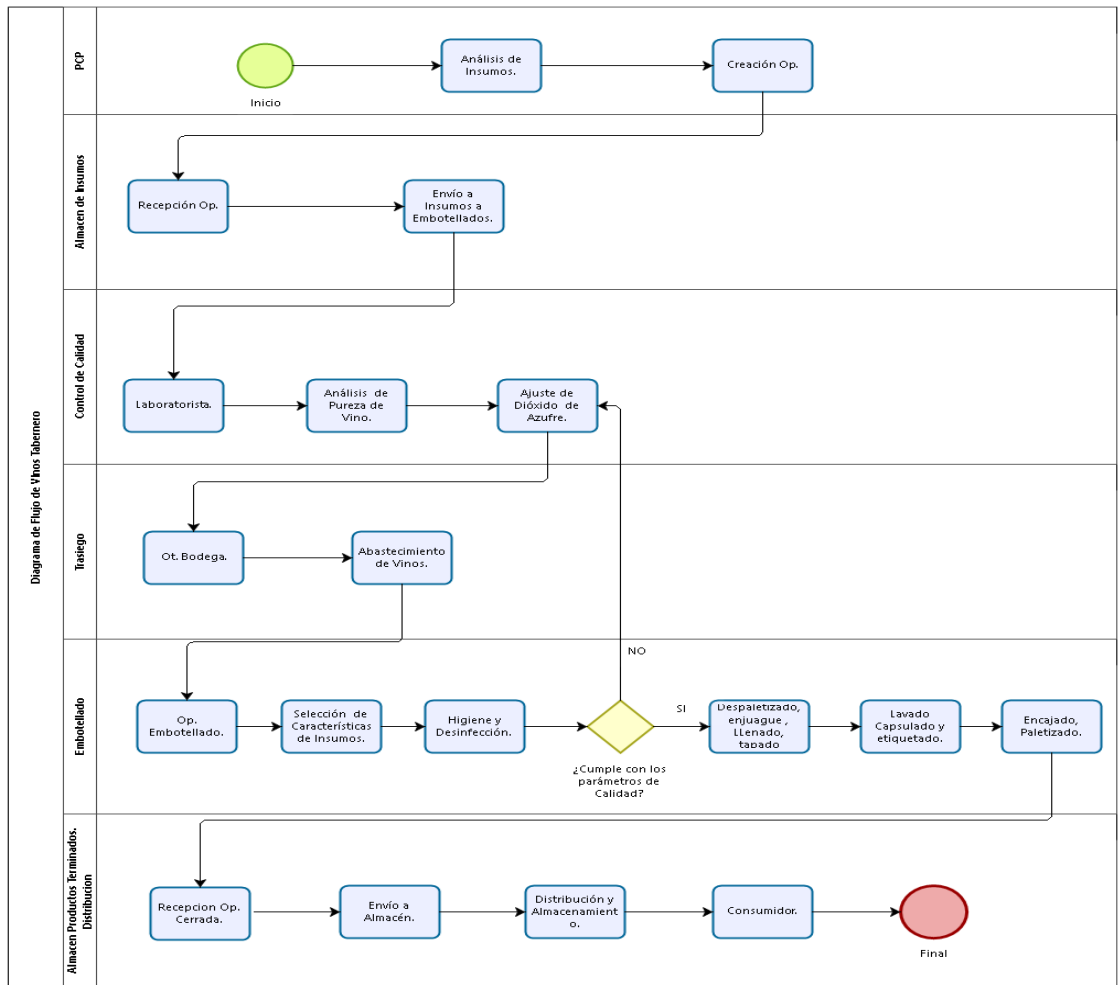 Diagrama de Flujo de Vinos Tabernero
PCP
Inicio
Análisis de
Insumos.
Creación Op.
Almacen de Insumos
Recepción Op.
Envío a
Insumos a
Embotellados.
Control de Calidad
Laboratorista.
Análisis de
Pureza de
Vino.
Ajuste de
Dióxido de
Azufre.
Trasiego
Ot. Bodega.
Abastecimiento
de Vinos.
Embotellado
Op.
Embotellado.
Selección de
Características
de Insumos.
Higiene y
Desinfección.
¿Cumple con los
parámetros de
Calidad?
NO
SI
Despaletizado,
enjuague ,
LLenado,
tapado
Lavado
Capsulado y
etiquetado.
Encajado,
Paletizado.
Almacen Productos Terminados.
Distribucion
Recepcion Op.
Cerrada.
Envío a
Almacén.
Distribución y
Almacenamient
o.
Consumidor.
Final